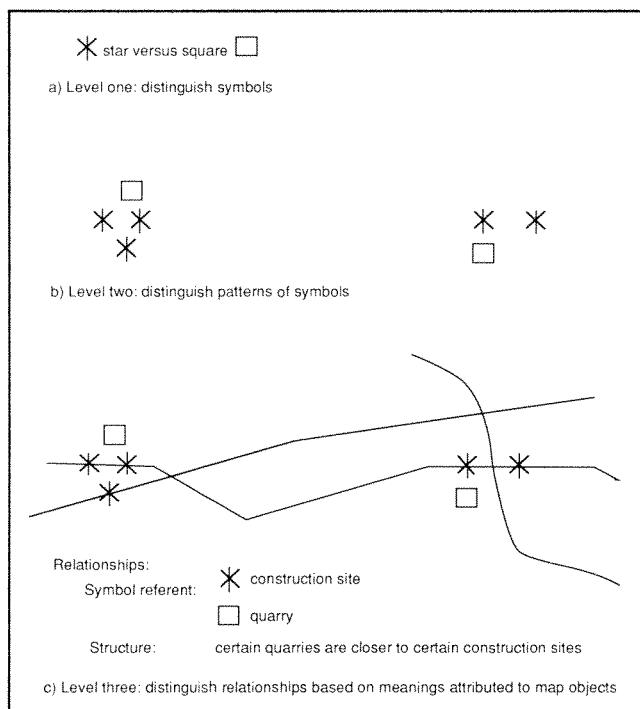 star versus square
a) Level one: distinguish symbols
b) Level two: distinguish patterns of symbols
Relationships:
Symbol referent: construction site
quarry
Structure: certain quarries are closer to certain construction sites
c) Level three: distinguish relationships based on meanings attributed to map objects